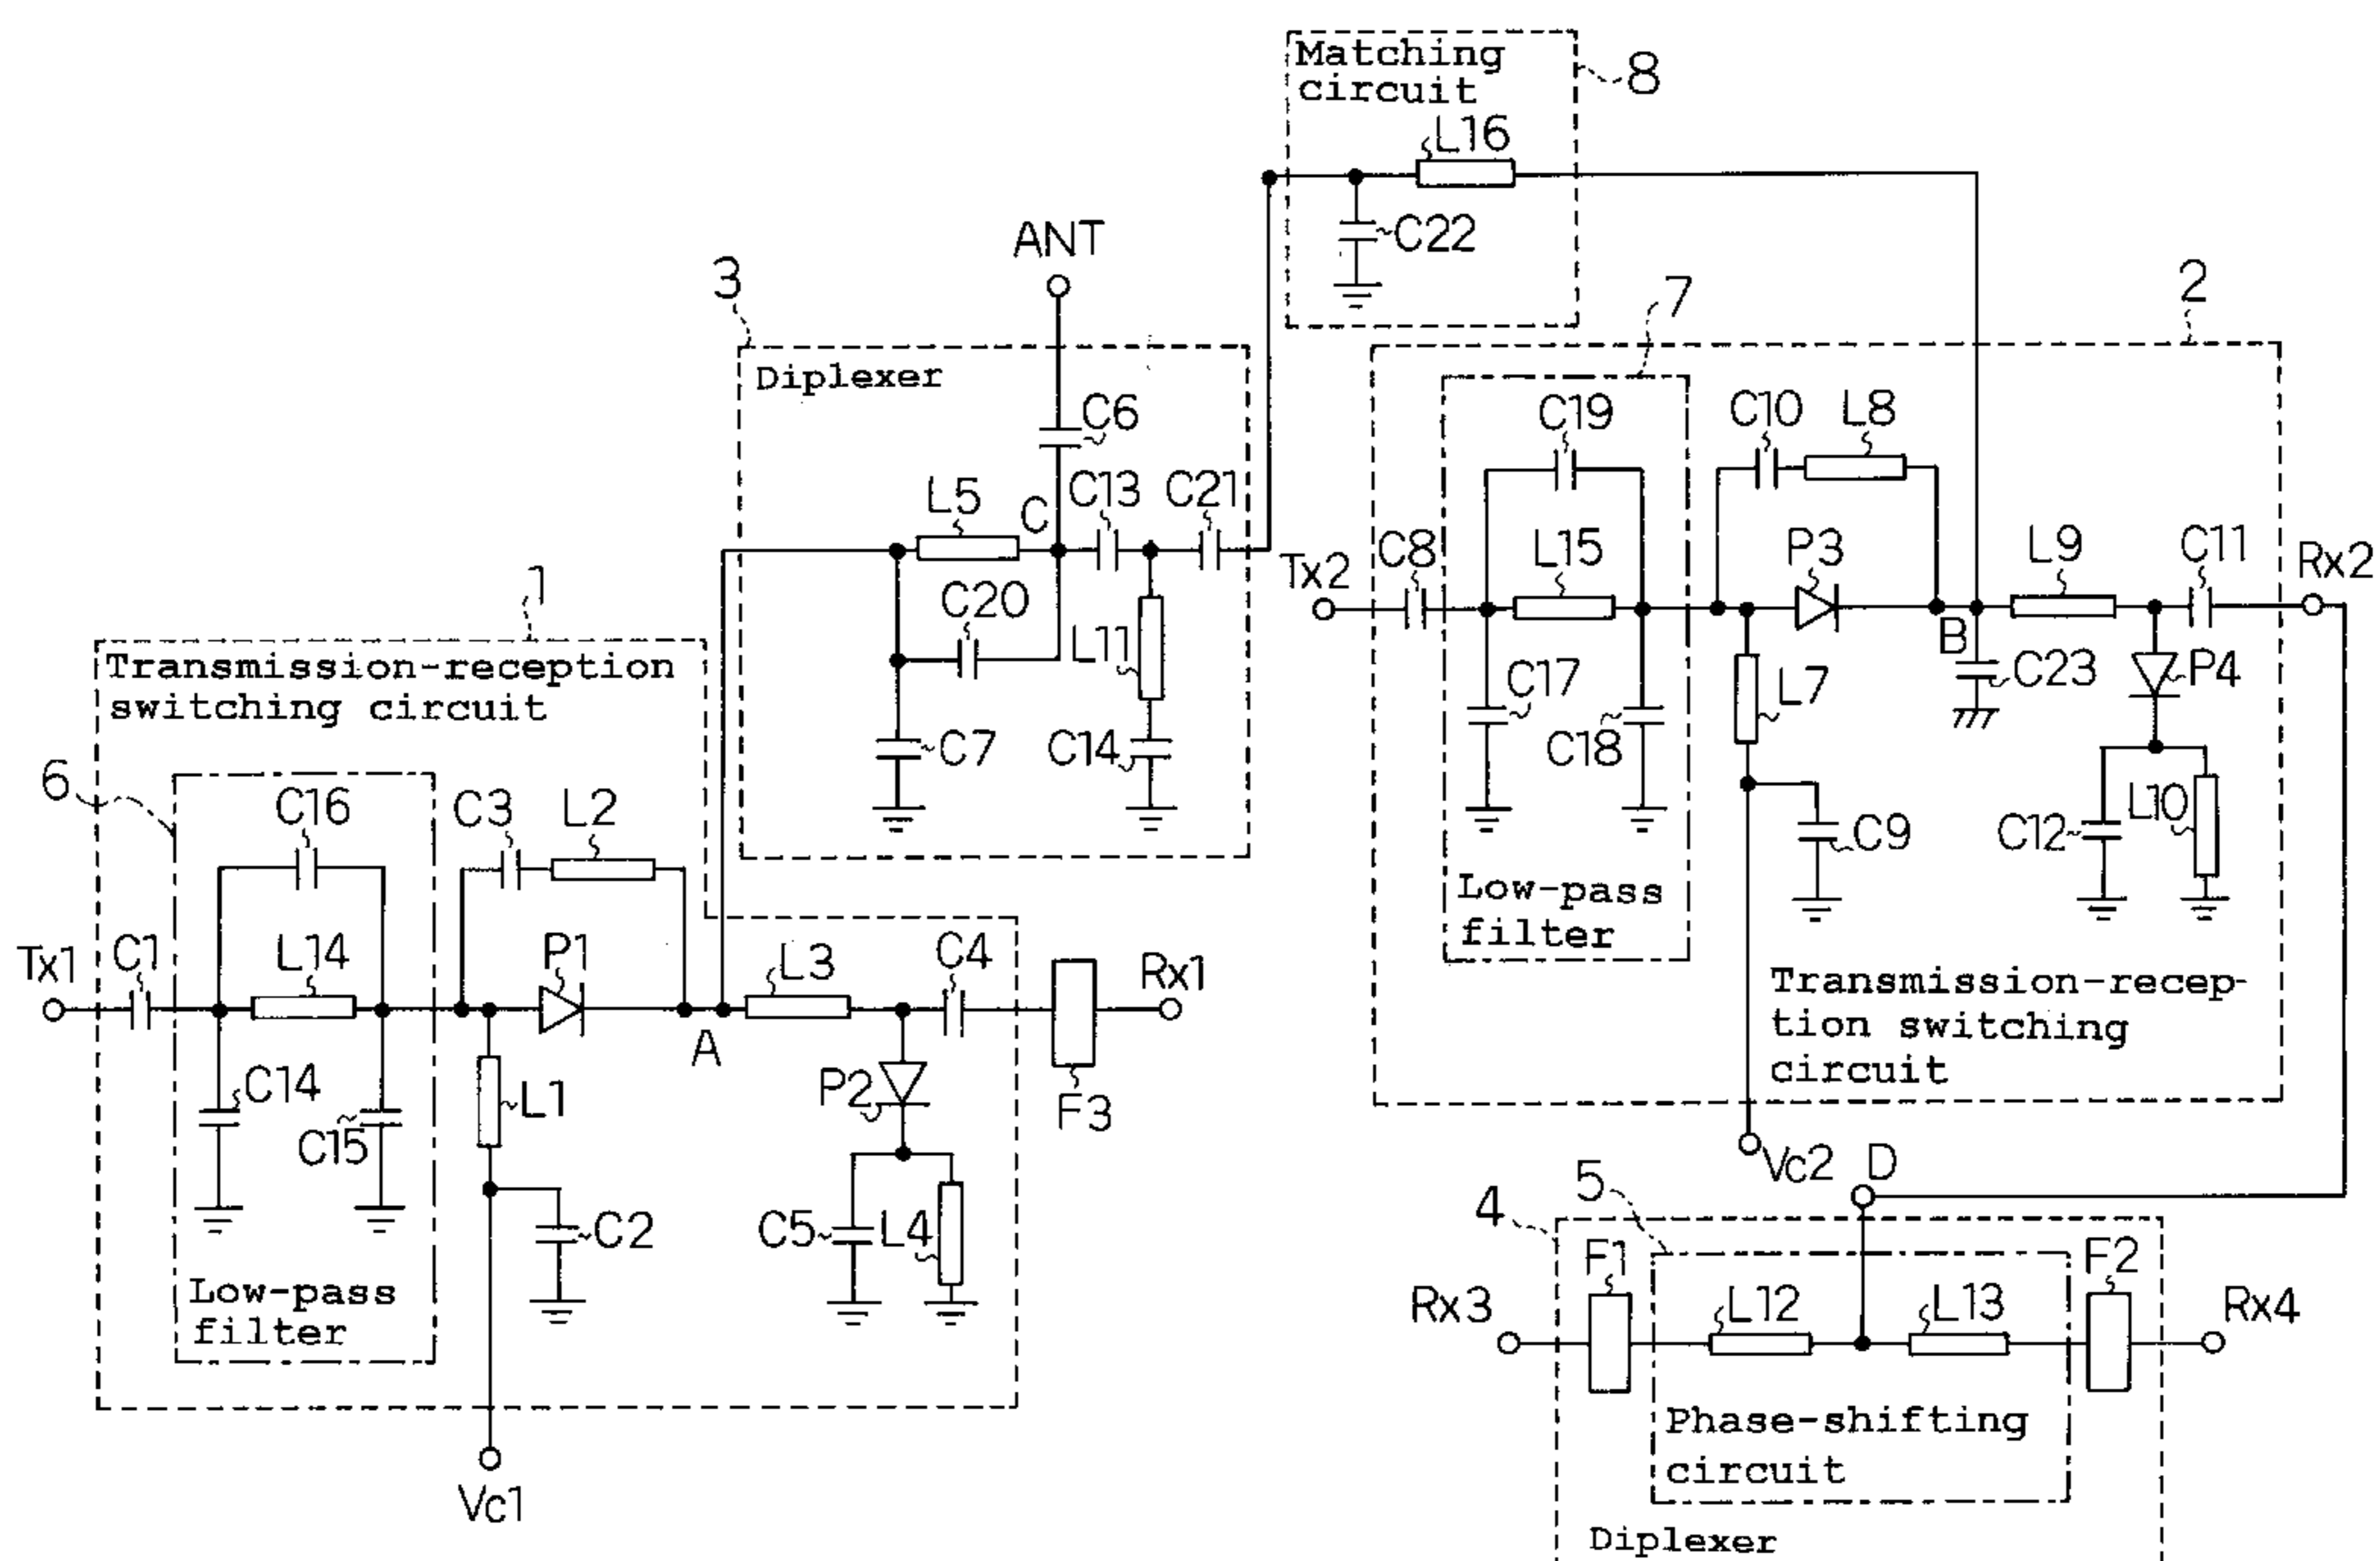 Matching
circuit
8
L16
C22
ANT
3
Diplexer
C6
L5
C
C13
C21
C20
L11
C7
C14
7
2
C19
C10
L8
Tx2
C8
L15
P3
L9
C11
Rx2
B
C17
C18
L7
C23
P4
C9
C12
L10
Low-pass
filter
Transmission-recep-
tion switching
circuit
Vc2
1
Transmission-reception
switching circuit
6
C16
C3
L2
Tx1
C1
L14
P1
L3
C4
Rx1
A
C14
C15
L1
P2
F3
C2
C5
L4
Low-pass
filter
Vc1
D
4
5
F1
F2
Rx3
L12
L13
Rx4
Phase-shifting
circuit
Diplexer